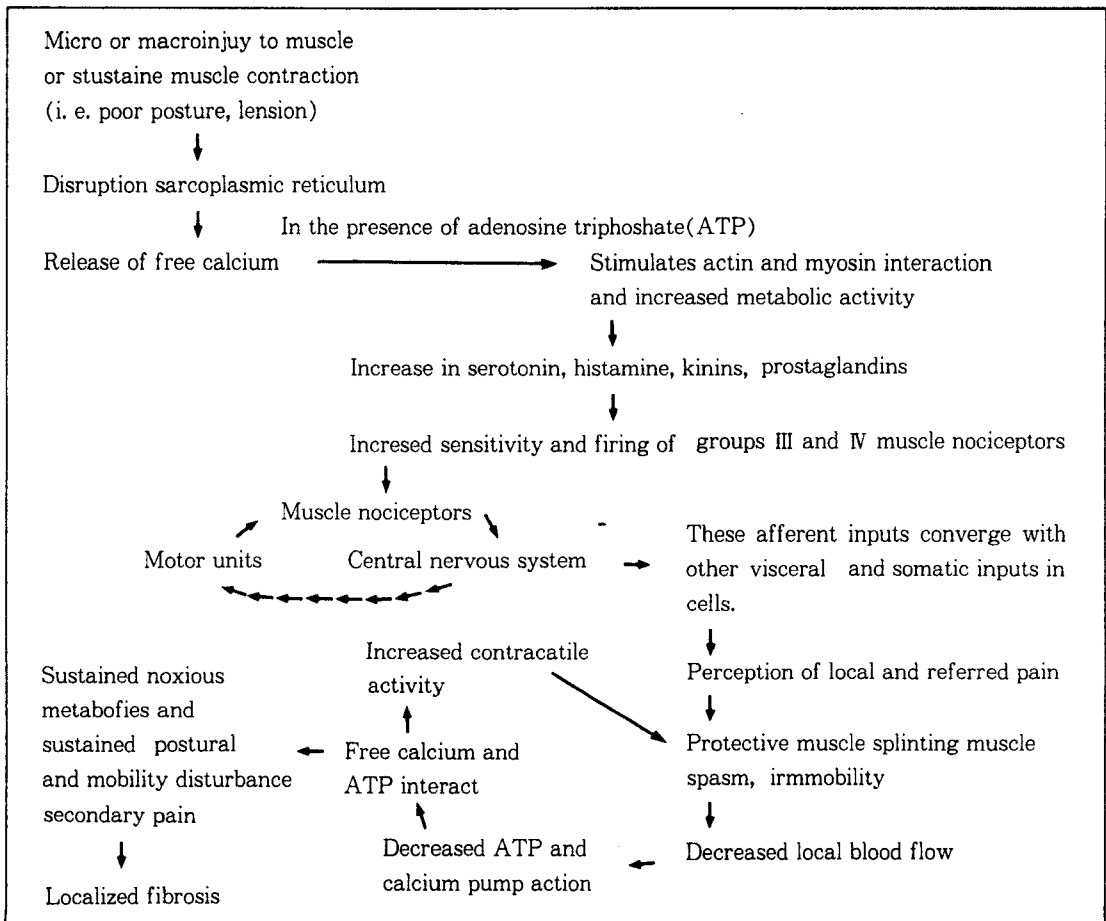 Micro or macroinjuy to muscle
or stustaine muscle contraction
(i. e. poor posture, lension)
Disruption sarcoplasmic reticulum
In the presence of adenosine triphoshate(ATP)
Release of free calcium
Stimulates actin and myosin interaction
and increased metabolic activity
Increase in serotonin, histamine, kinins, prostaglandins
Incresed sensitivity and firing of groups III and IV muscle nociceptors
Muscle nociceptors
Motor units
Central nervous system
These afferent inputs converge with
other visceral and somatic inputs in
cells.
Perception of local and referred pain
Increased contracatile
activity
Protective muscle splinting muscle
spasm, irmmobility
Sustained noxious
metabofies and
sustained postural
and mobility disturbance
secondary pain
Free calcium and
ATP interact
Decreased ATP and
calcium pump action
Decreased local blood flow
Localized fibrosis